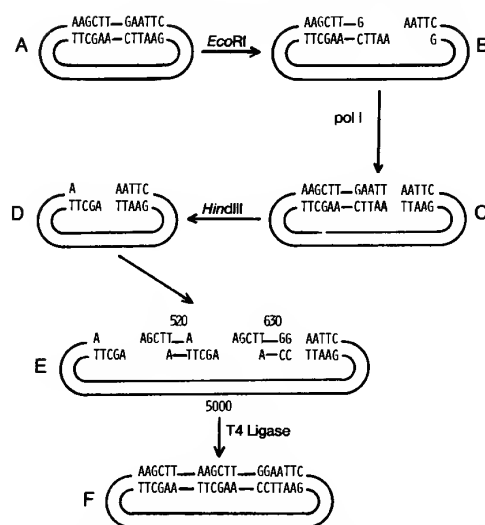 AAGCTT—GAATTC
TTCGAA—CTTAAG
A
EcoRI
AAGCTT—G AATTC
TTCGAA—CTTAA G
B
pol I
A AATTC
TTCGA TTAAG
D
HindIII
AAGCTT—GAATT AATTC
TTCGAA—CTTAA TTAAG
C
520 630
A AGCTT—A AGCTT—GG AATTC
TTCGA A—TTCGA A—CC TTAAG
E
5000
T4 Ligase
AAGCTT—AAGCTT—GGAATTC
TTCGAA—TTCGAA—CCTTAAG
F